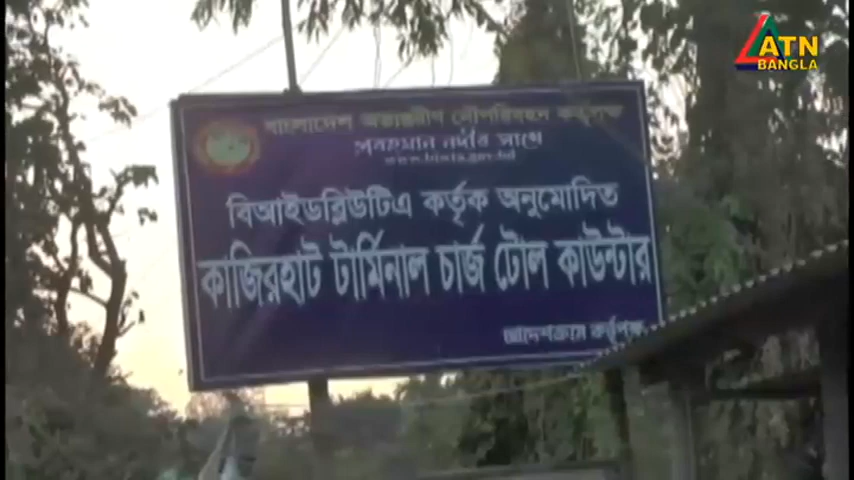 ATN
BANGLA
বাংলাদেশ অভ্যন্তরীণ নৌপরিবহন কর্তৃপক্ষ
প্রবহমান নদীর সাথে
www.biwta.gov.bd
বিআইডব্লিউটিএ কর্তৃক অনুমোদিত
কাজিরহাট টার্মিনাল চার্জ টোল কাউন্টার
আদেশক্রমে কর্তৃপক্ষ